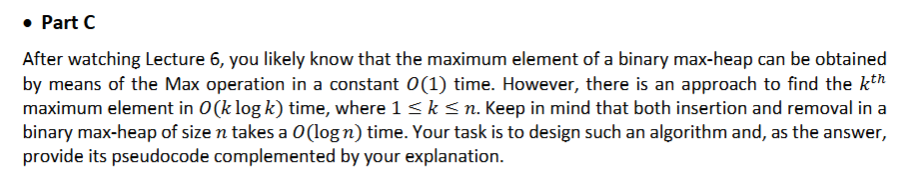 • Part C
After watching Lecture 6, you likely know that the maximum element of a binary max-heap can be obtained
by means of the Max operation in a constant O(1) time. However, there is an approach to find the kᵗʰ
maximum element in O(k log k) time, where 1 ≤ k ≤ n. Keep in mind that both insertion and removal in a
binary max-heap of size n takes a O(log n) time. Your task is to design such an algorithm and, as the answer,
provide its pseudocode complemented by your explanation.